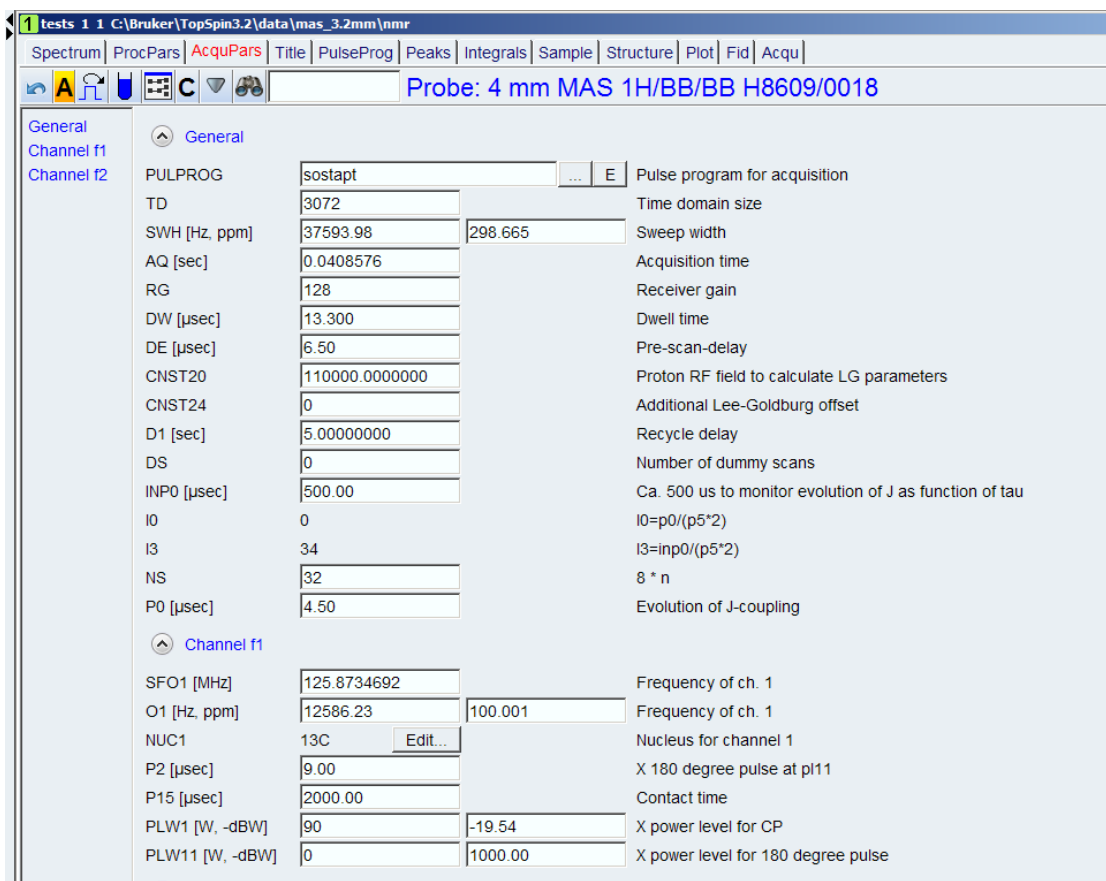 1 tests 1 1 C:\Bruker\TopSpin3.2\data\mas_3.2mm\nmr
Spectrum ProcPars AcquPars Title PulseProg Peaks Integrals Sample Structure Plot Fid Acqu
A C Probe: 4 mm MAS 1H/BB/BB H8609/0018
General
Channel f1
Channel f2
General
PULPROG sostapt ... E Pulse program for acquisition
TD 3072 Time domain size
SWH [Hz, ppm] 37593.98 298.665 Sweep width
AQ [sec] 0.0408576 Acquisition time
RG 128 Receiver gain
DW [µsec] 13.300 Dwell time
DE [µsec] 6.50 Pre-scan-delay
CNST20 110000.0000000 Proton RF field to calculate LG parameters
CNST24 0 Additional Lee-Goldburg offset
D1 [sec] 5.00000000 Recycle delay
DS 0 Number of dummy scans
INP0 [µsec] 500.00 Ca. 500 us to monitor evolution of J as function of tau
I0 0 I0=p0/(p5*2)
I3 34 I3=inp0/(p5*2)
NS 32 8 * n
P0 [µsec] 4.50 Evolution of J-coupling
Channel f1
SFO1 [MHz] 125.8734692 Frequency of ch. 1
O1 [Hz, ppm] 12586.23 100.001 Frequency of ch. 1
NUC1 13C Edit... Nucleus for channel 1
P2 [µsec] 9.00 X 180 degree pulse at pl11
P15 [µsec] 2000.00 Contact time
PLW1 [W, -dBW] 90 -19.54 X power level for CP
PLW11 [W, -dBW] 0 1000.00 X power level for 180 degree pulse